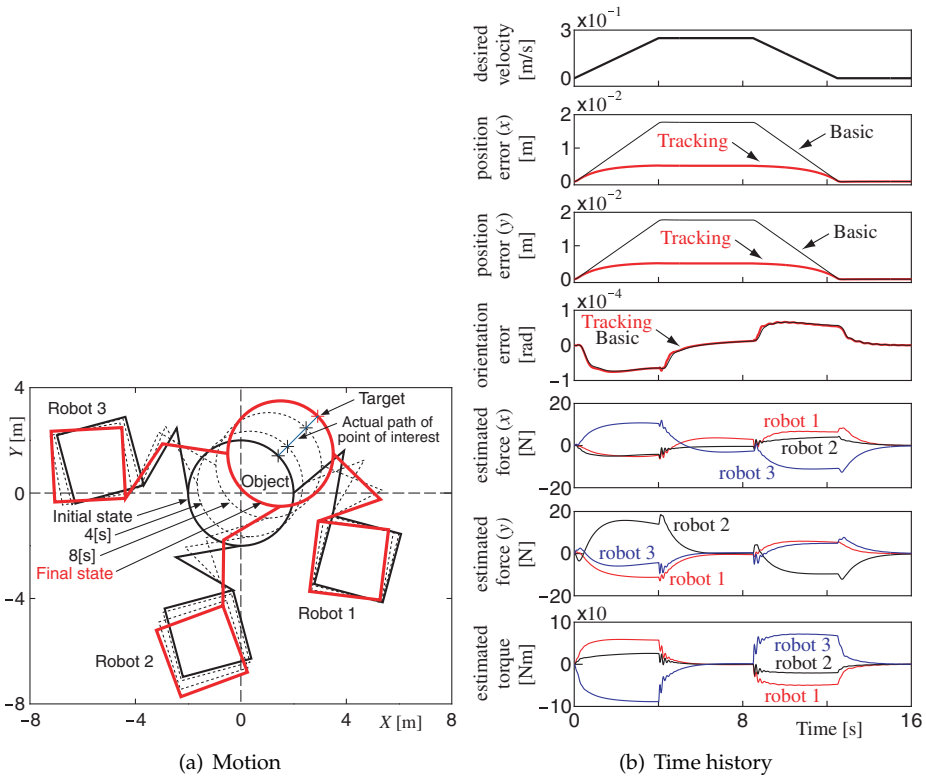 4
0
−4
−8
Y [m]
−8
−4
0
4
8
X [m]
Robot 3
Target
Actual path of
point of interest
Object
Initial state
4[s]
8[s]
Final state
Robot 1
Robot 2
(a) Motion
x10−1
3
0
desired
velocity
[m/s]
x10−2
2
0
position
error (x)
[m]
Tracking
Basic
x10−2
2
0
position
error (y)
[m]
Tracking
Basic
x10−4
1
0
−1
orientation
error
[rad]
Tracking
Basic
20
0
−20
estimated
force (x)
[N]
robot 1
robot 2
robot 3
20
0
−20
estimated
force (y)
[N]
robot 2
robot 3
robot 1
x10
10
0
−10
estimated
torque
[Nm]
robot 3
robot 2
robot 1
0
4
8
12
16
Time [s]
(b) Time history